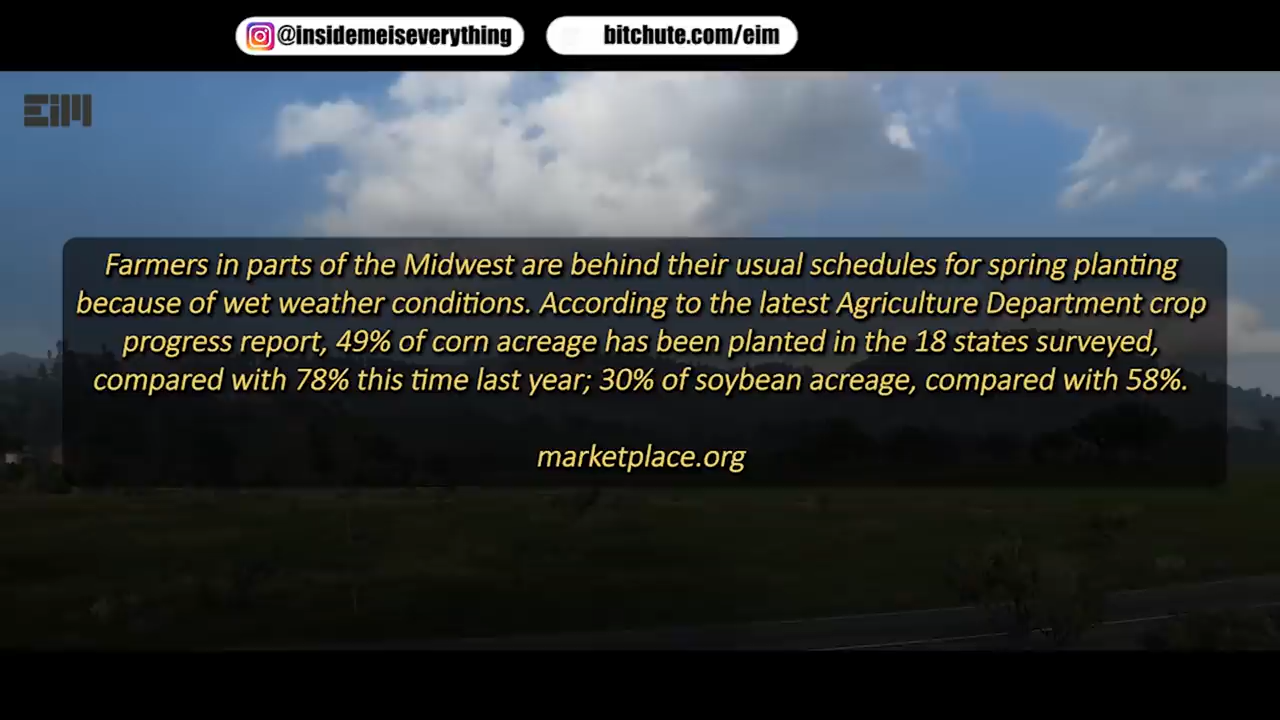 @insidemeiseverything
bitchute.com/eim
EIM
Farmers in parts of the Midwest are behind their usual schedules for spring planting
because of wet weather conditions. According to the latest Agriculture Department crop
progress report, 49% of corn acreage has been planted in the 18 states surveyed,
compared with 78% this time last year; 30% of soybean acreage, compared with 58%.
marketplace.org